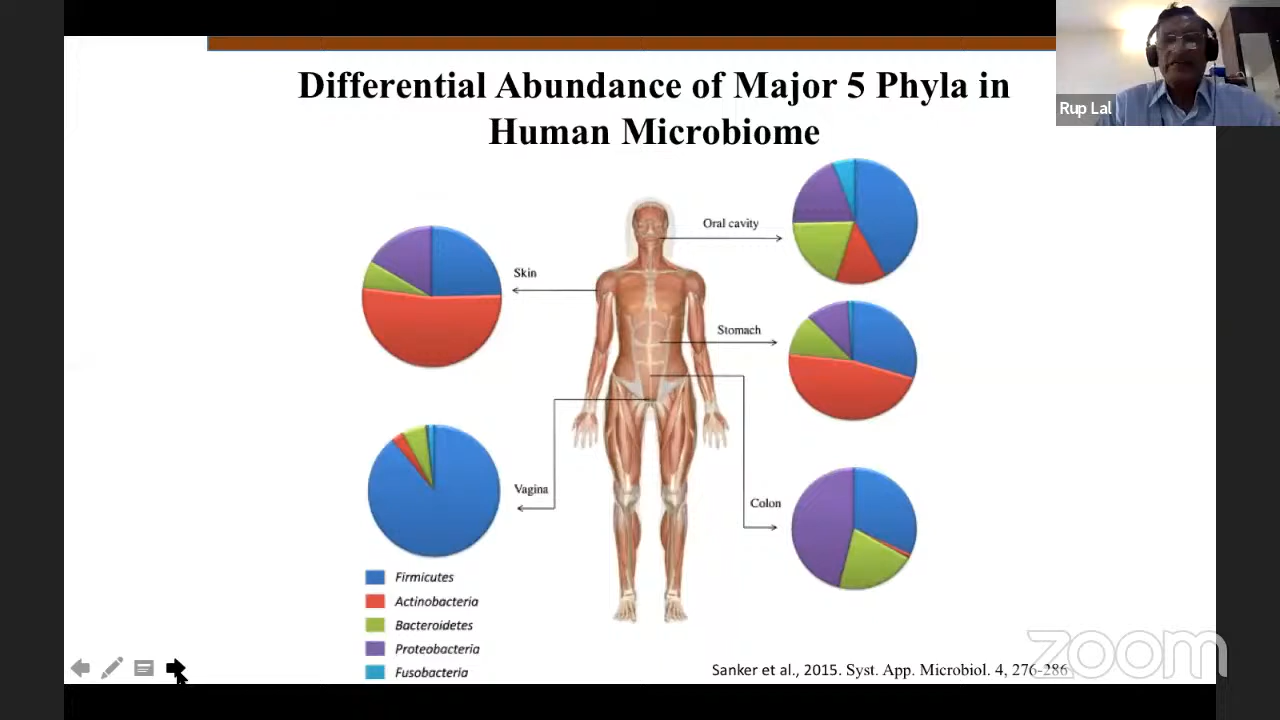 Differential Abundance of Major 5 Phyla in
Human Microbiome
Rup Lal
Oral cavity
Skin
Stomach
Vagina
Colon
Firmicutes
Actinobacteria
Bacteroidetes
Proteobacteria
Fusobacteria
Sanker et al., 2015. Syst. App. Microbiol. 4, 276-286
zoom